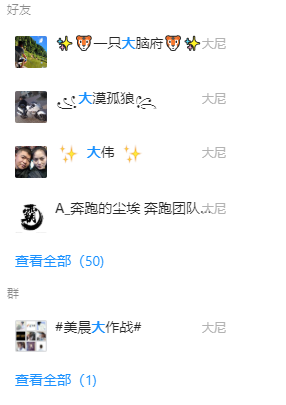 好友
✨🐯一只大脑府🐯✨ 大尼
大漠孤狼 大尼
✨ 大伟 ✨ 大尼
A_奔跑的尘埃 奔跑团队... 大尼
霸
查看全部（50）
群
#美晨大作战# 大尼
查看全部（1）